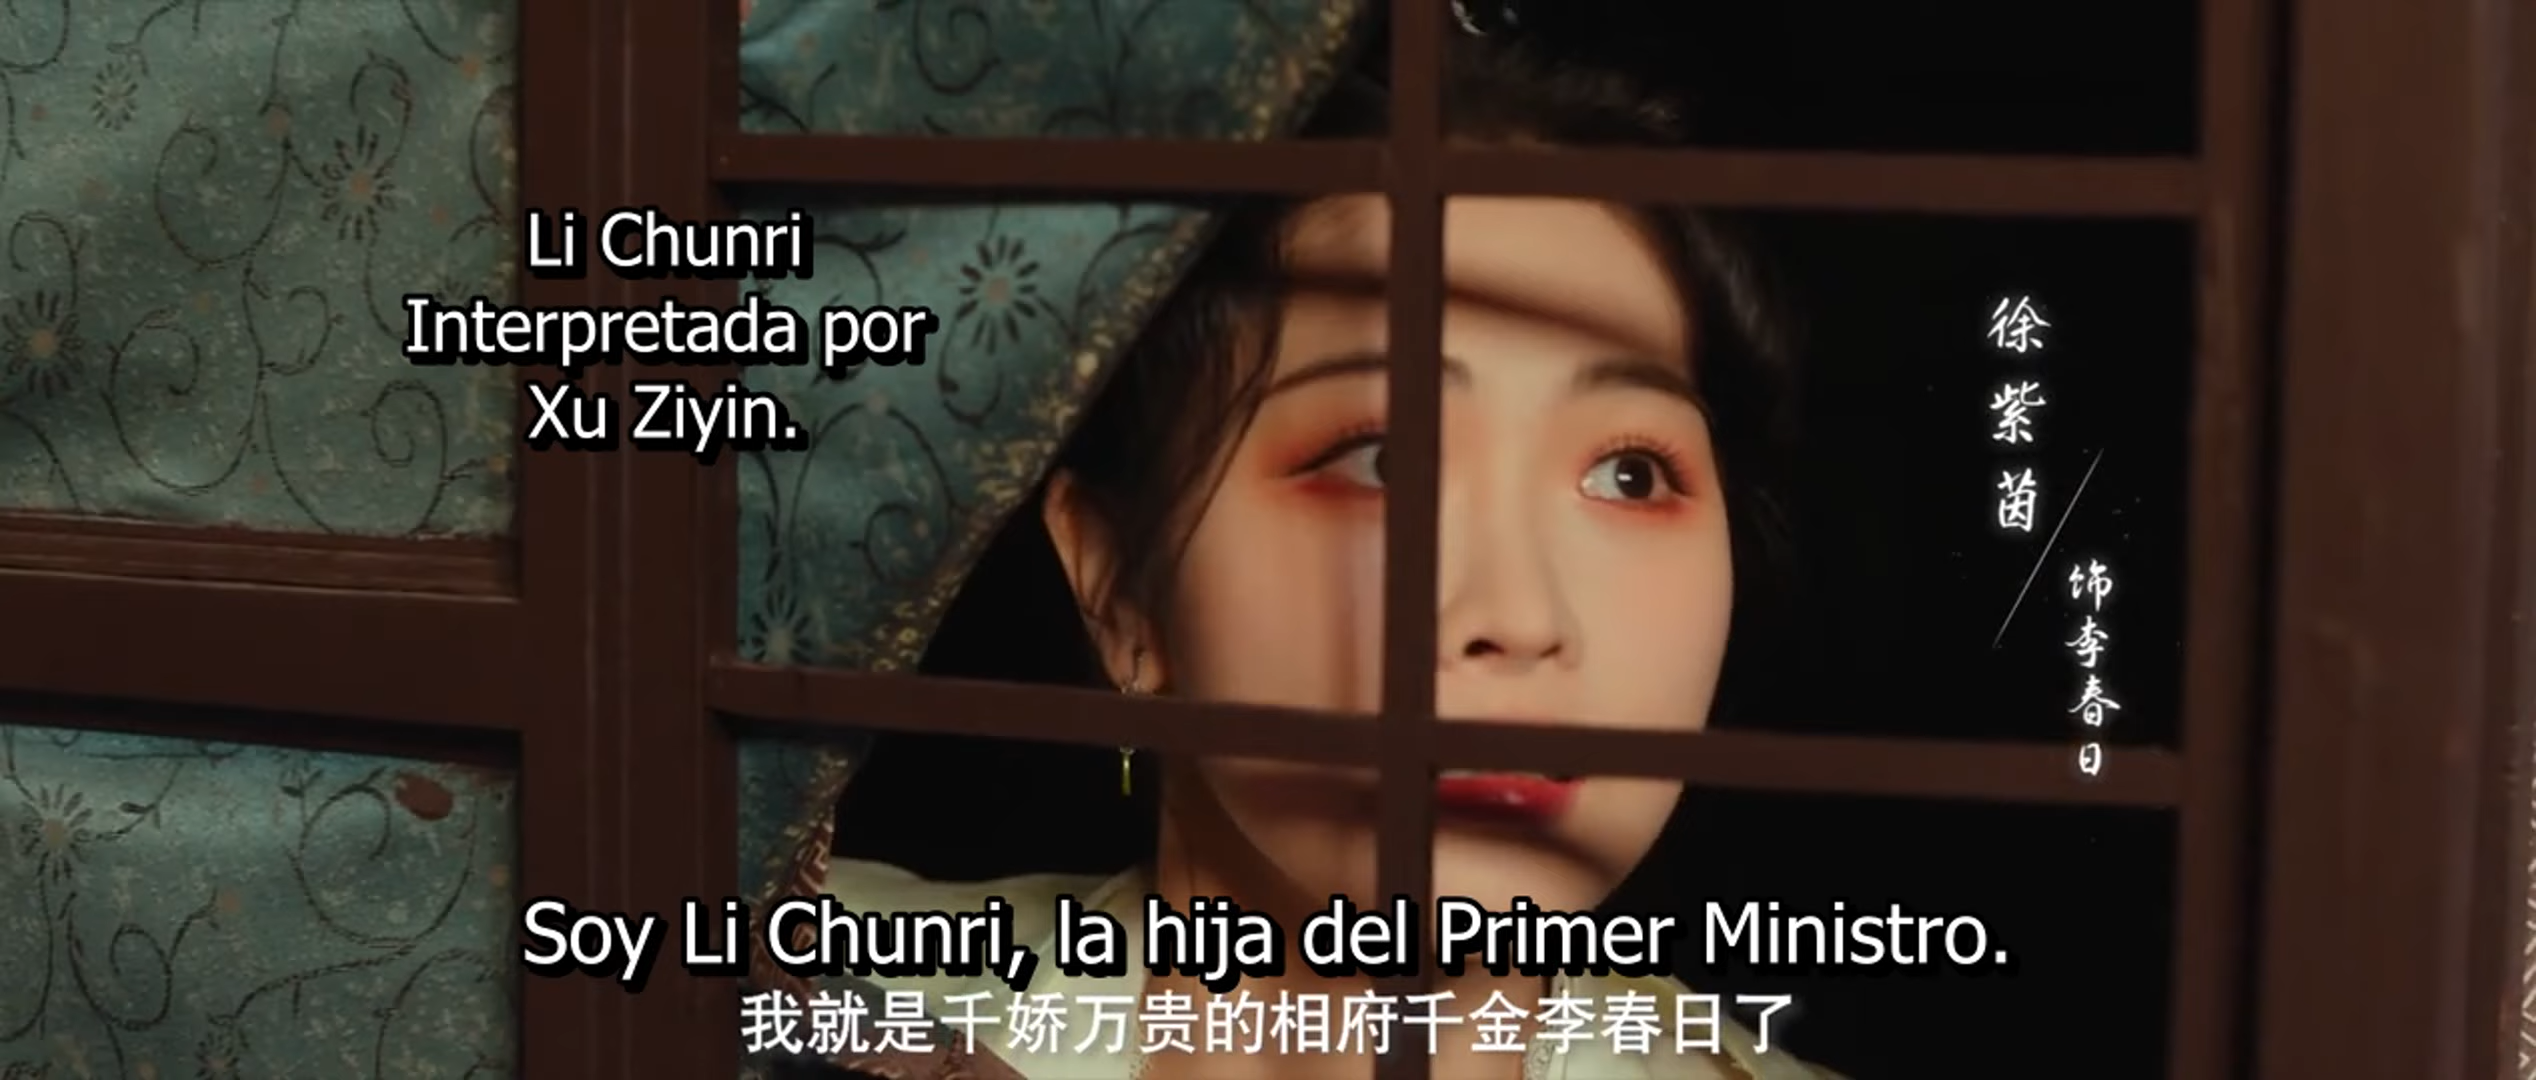 Li Chunri
Interpretada por
Xu Ziyin.
徐紫茵
饰李春日
Soy Li Chunri, la hija del Primer Ministro.
我就是千娇万贵的相府千金李春日了